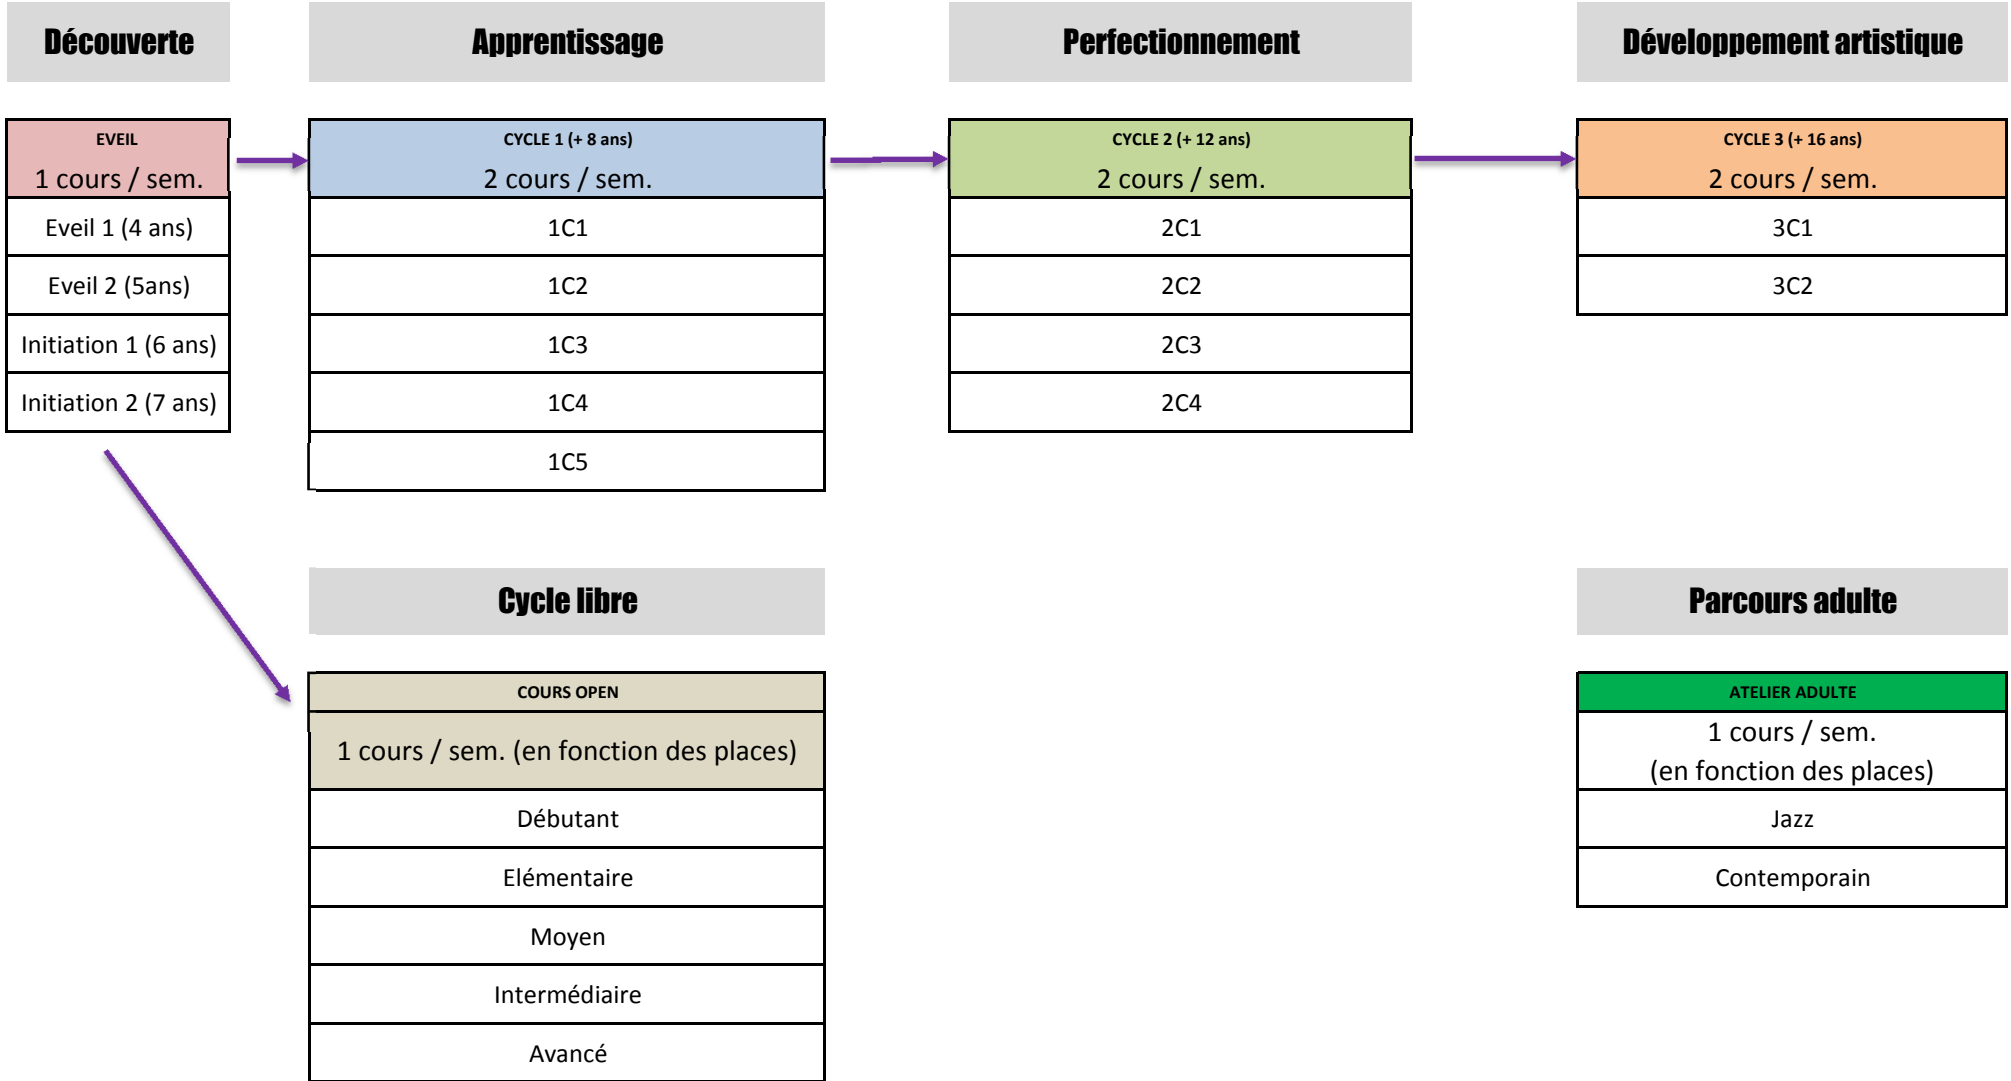 Découverte
Apprentissage
Perfectionnement
Développement artistique
EVEIL
1 cours / sem.
Eveil 1 (4 ans)
Eveil 2 (5ans)
Initiation 1 (6 ans)
Initiation 2 (7 ans)
CYCLE 1 (+ 8 ans)
2 cours / sem.
1C1
1C2
1C3
1C4
1C5
CYCLE 2 (+ 12 ans)
2 cours / sem.
2C1
2C2
2C3
2C4
CYCLE 3 (+ 16 ans)
2 cours / sem.
3C1
3C2
Cycle libre
COURS OPEN
1 cours / sem. (en fonction des places)
Débutant
Elémentaire
Moyen
Intermédiaire
Avancé
Parcours adulte
ATELIER ADULTE
1 cours / sem.
(en fonction des places)
Jazz
Contemporain